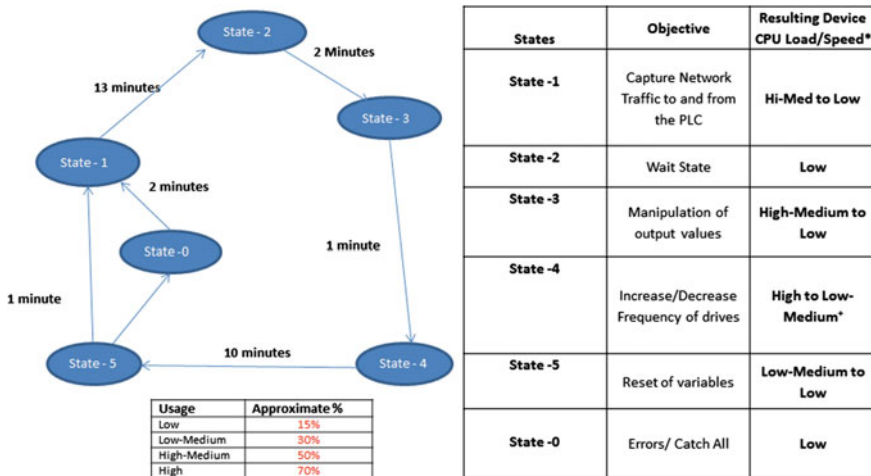 State - 2
2 Minutes
13 minutes
State - 3
State - 1
2 minutes
State -0
1 minute
1 minute
10 minutes
State - 5
State - 4
Usage Approximate %
Low 15%
Low-Medium 30%
High-Medium 50%
High 70%
States Objective Resulting Device
CPU Load/Speed*
State -1 Capture Network
Traffic to and from
the PLC
Hi-Med to Low
State -2 Wait State Low
State -3 Manipulation of
output values
High-Medium to
Low
State -4 Increase/Decrease
Frequency of drives
High to Low-
Medium⁺
State -5 Reset of variables Low-Medium to
Low
State -0 Errors/ Catch All Low